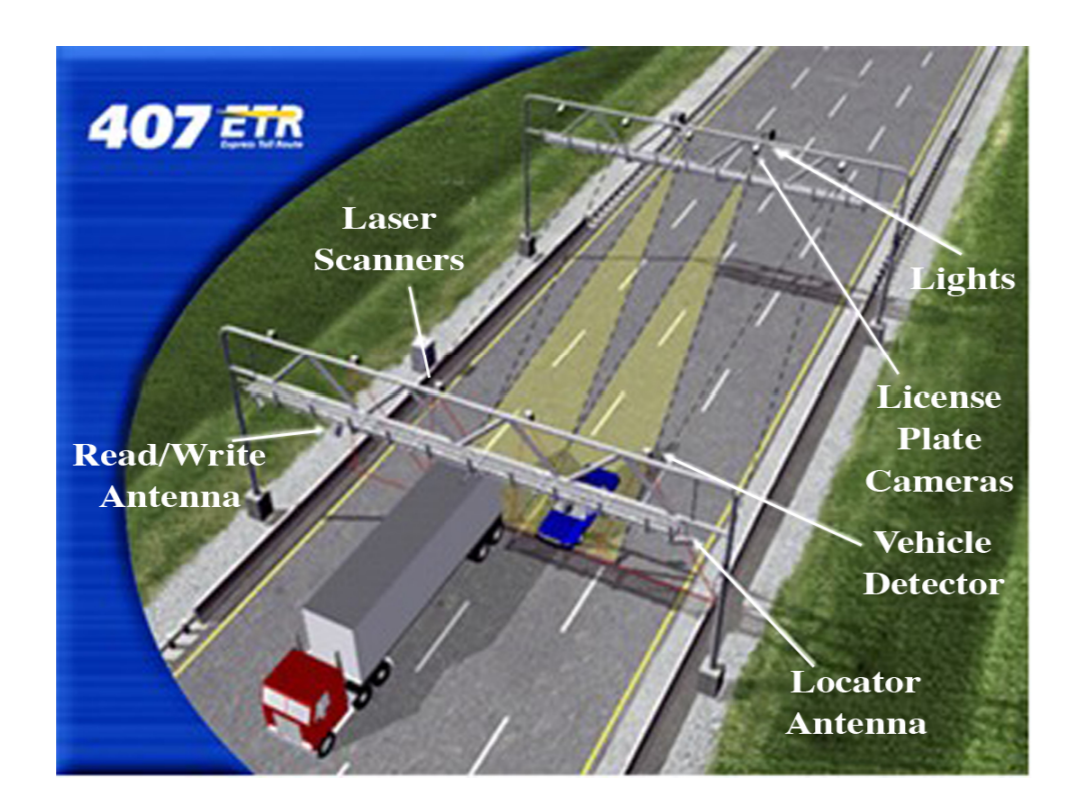 407 ETR
Express Toll Route
Laser
Scanners
Lights
License
Plate
Cameras
Read/Write
Antenna
Vehicle
Detector
Locator
Antenna